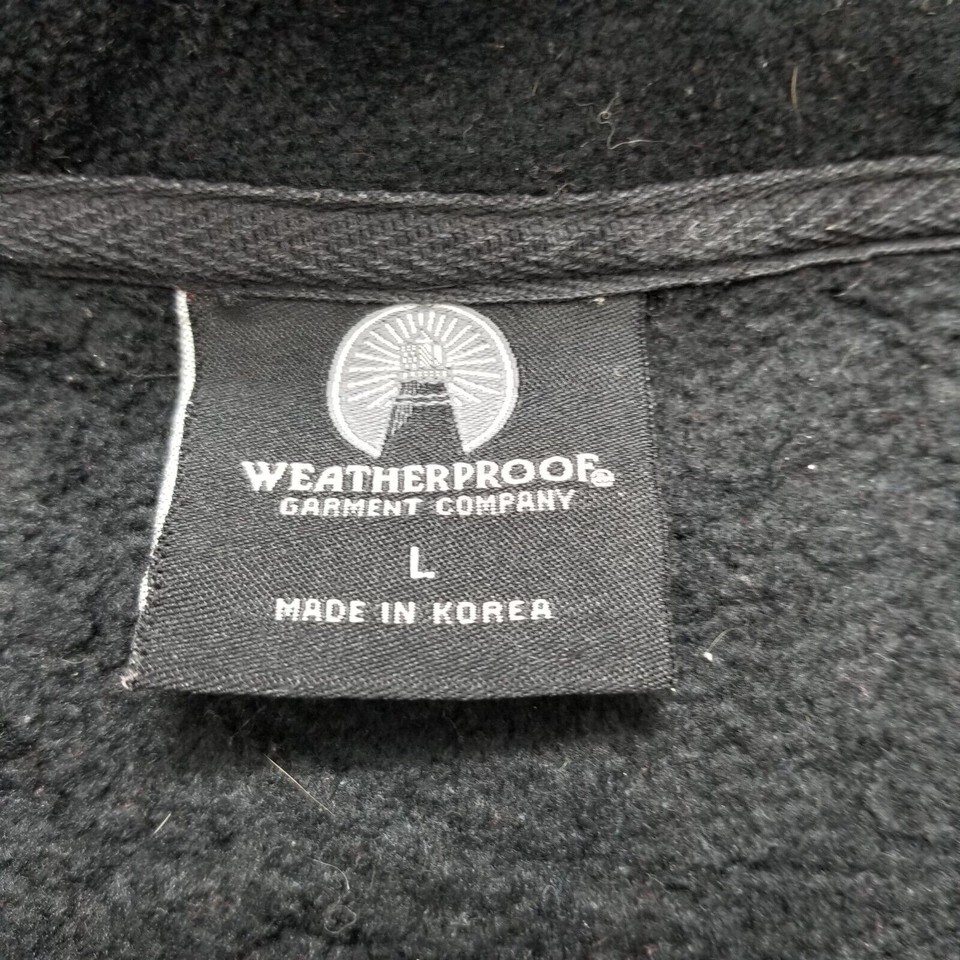 WEATHERPROOF®
GARMENT COMPANY
L
MADE IN KOREA